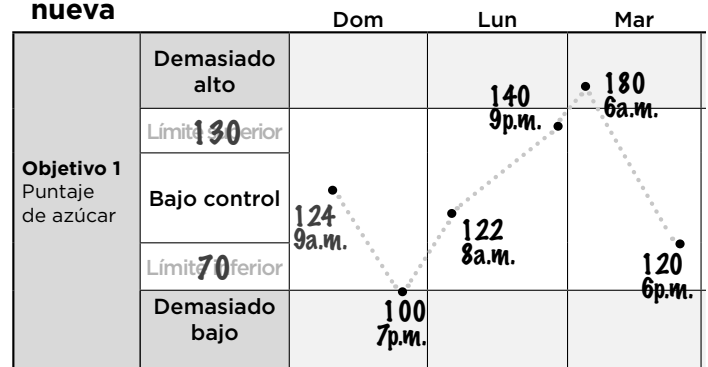 nueva
Dom Lun Mar
Demasiado
alto
Límite superior
130
Objetivo 1
Puntaje
de azúcar
Bajo control
Límite inferior
70
Demasiado
bajo
124
9a.m.
100
7p.m.
122
8a.m.
140
9p.m.
180
6a.m.
120
6p.m.